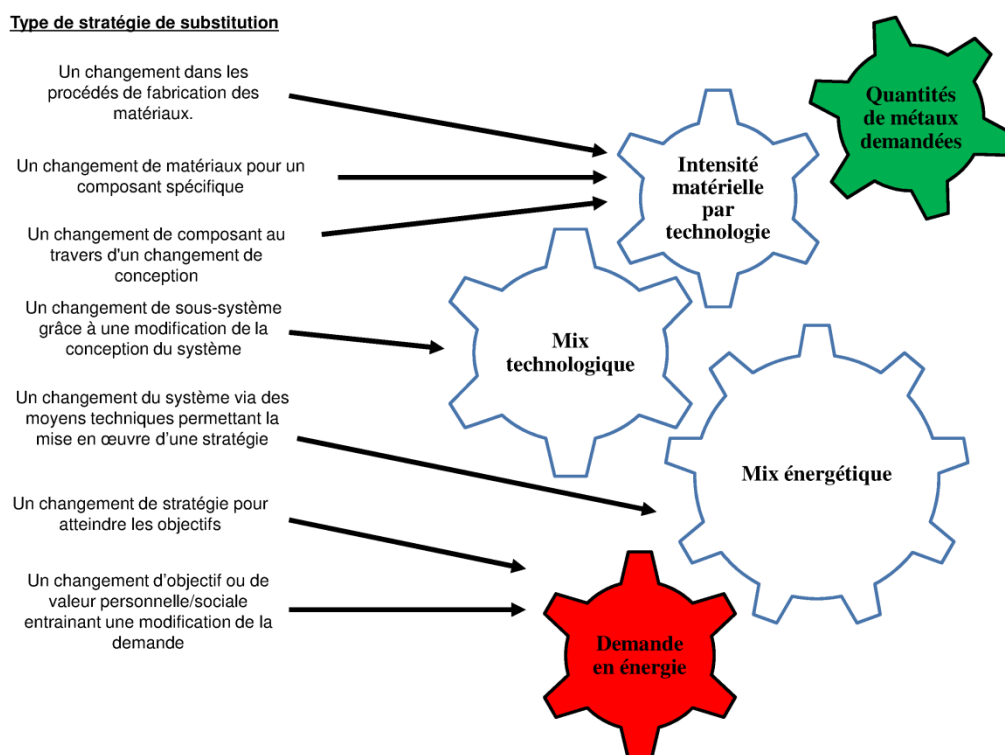 Type de stratégie de substitution
Un changement dans les
procédés de fabrication des
matériaux.
Un changement de matériaux pour un
composant spécifique
Un changement de composant au
travers d'un changement de
conception
Un changement de sous-système
grâce à une modification de la
conception du système
Un changement du système via des
moyens techniques permettant la
mise en œuvre d’une stratégie
Un changement de stratégie pour
atteindre les objectifs
Un changement d’objectif ou de
valeur personnelle/sociale
entrainant une modification de la
demande
Quantités
de métaux
demandées
Intensité
matérielle
par
technologie
Mix
technologique
Mix énergétique
Demande
en énergie